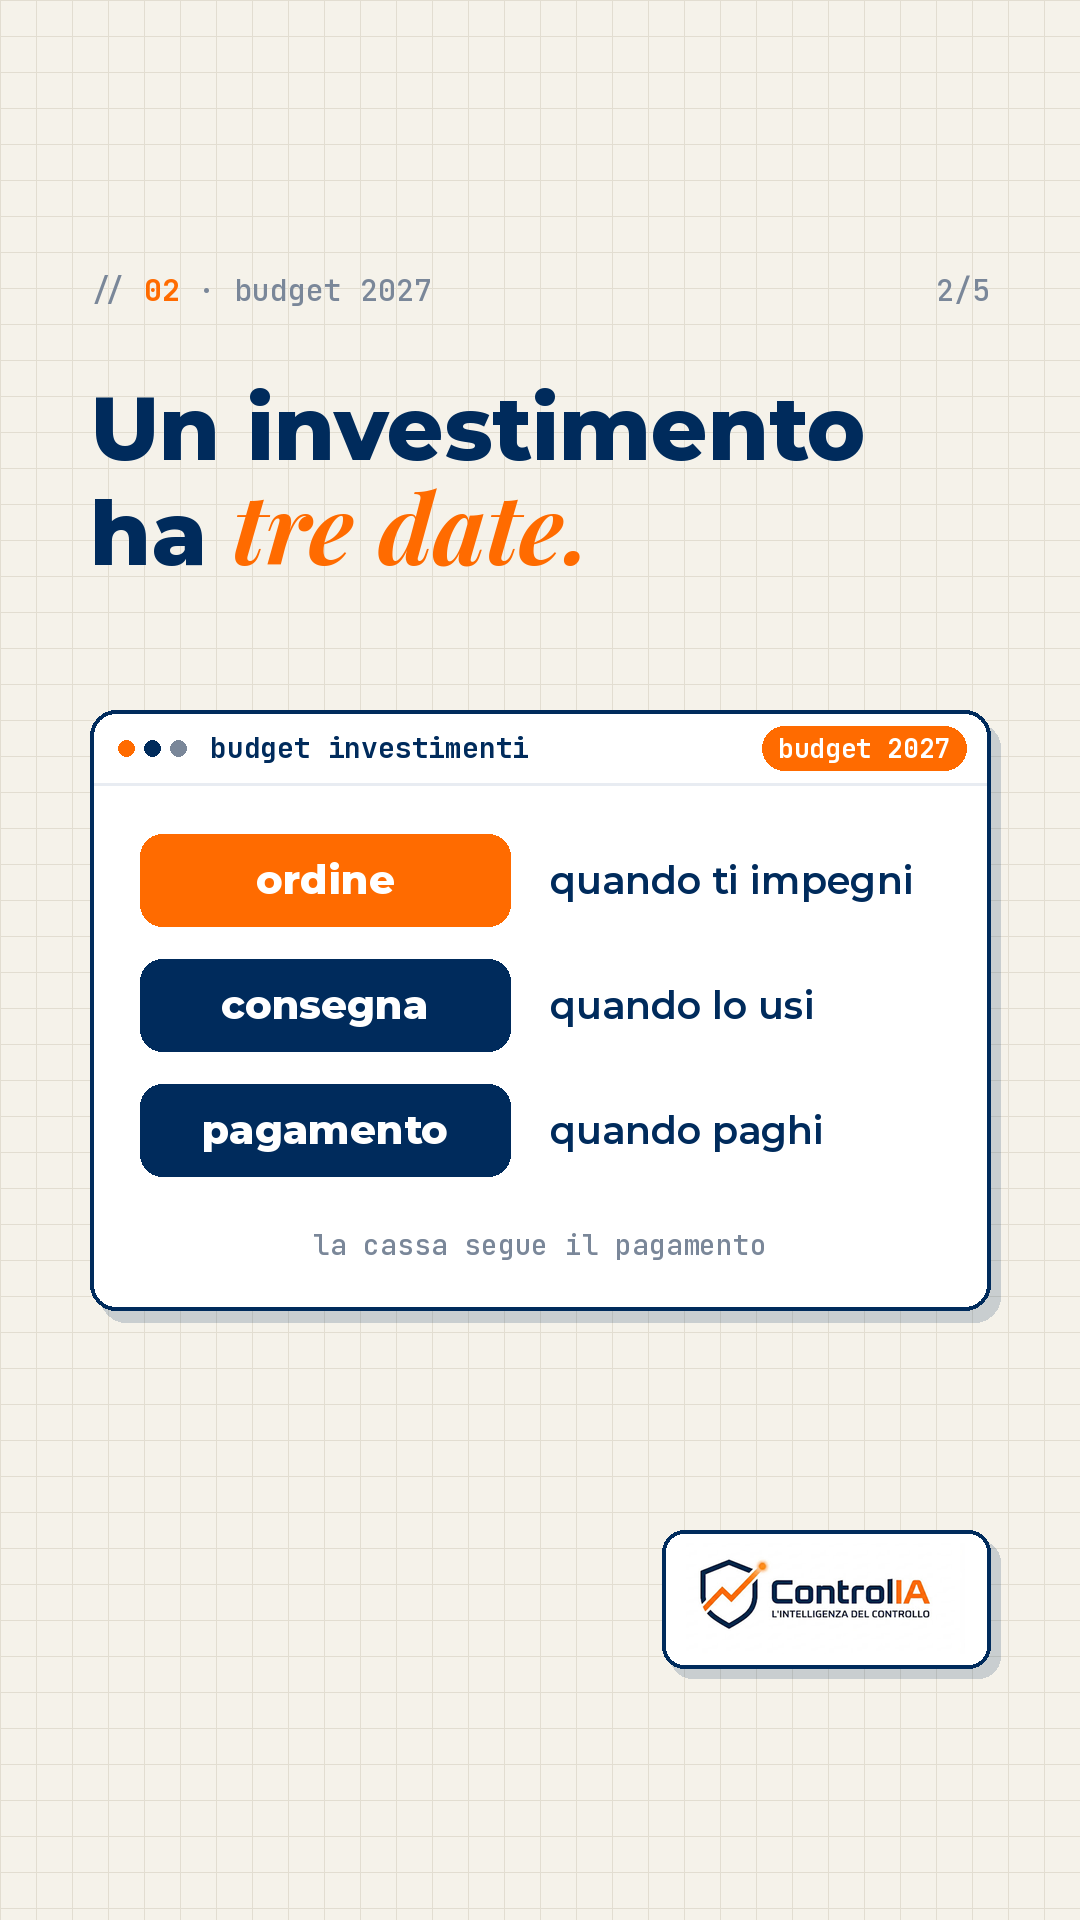 // 02 · budget 2027
2/5
Un investimento
ha tre date.
budget investimenti
budget 2027
ordine
quando ti impegni
consegna
quando lo usi
pagamento
quando paghi
la cassa segue il pagamento
ControlIA
L'INTELLIGENZA DEL CONTROLLO